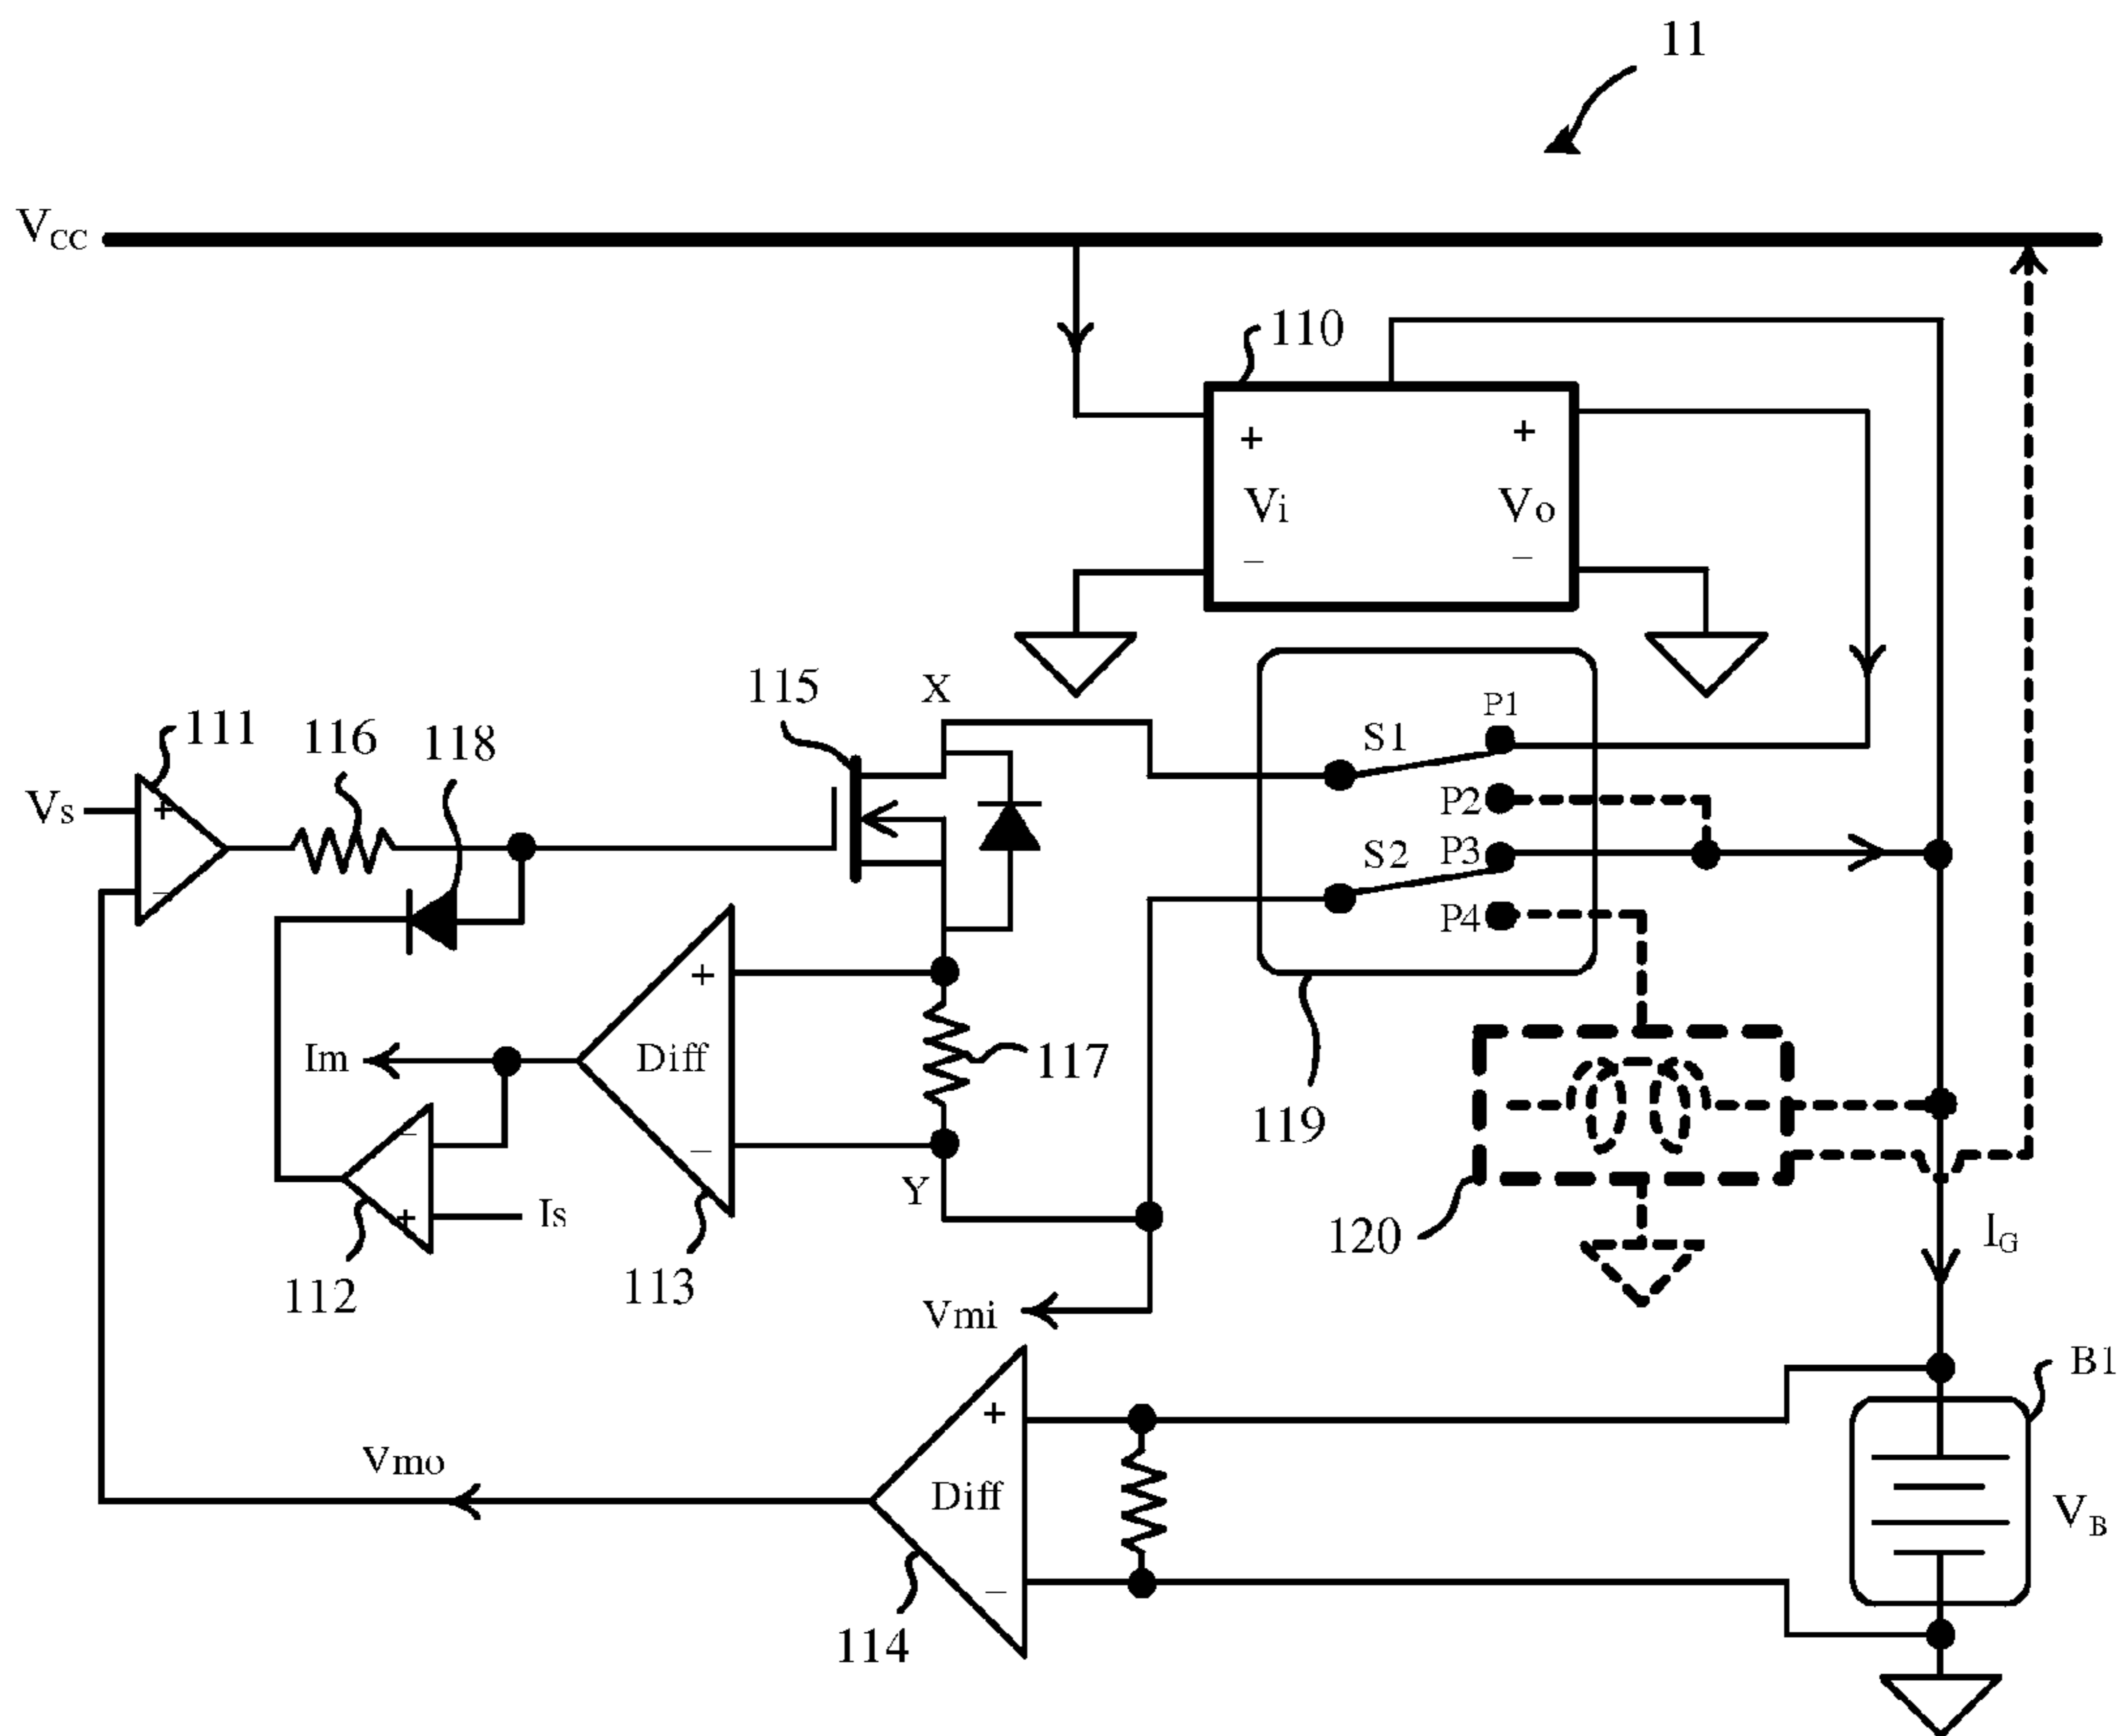 11
VCC
110
+ +
Vi Vo
− −
115 X
P1
111 116 118 S1
Vs + P2
S2 P3
− P4
+
Im Diff 117
− 119
− Y
+ Is 120 IG
112 113
Vmi
B1
+
Vmo Diff VB
−
114